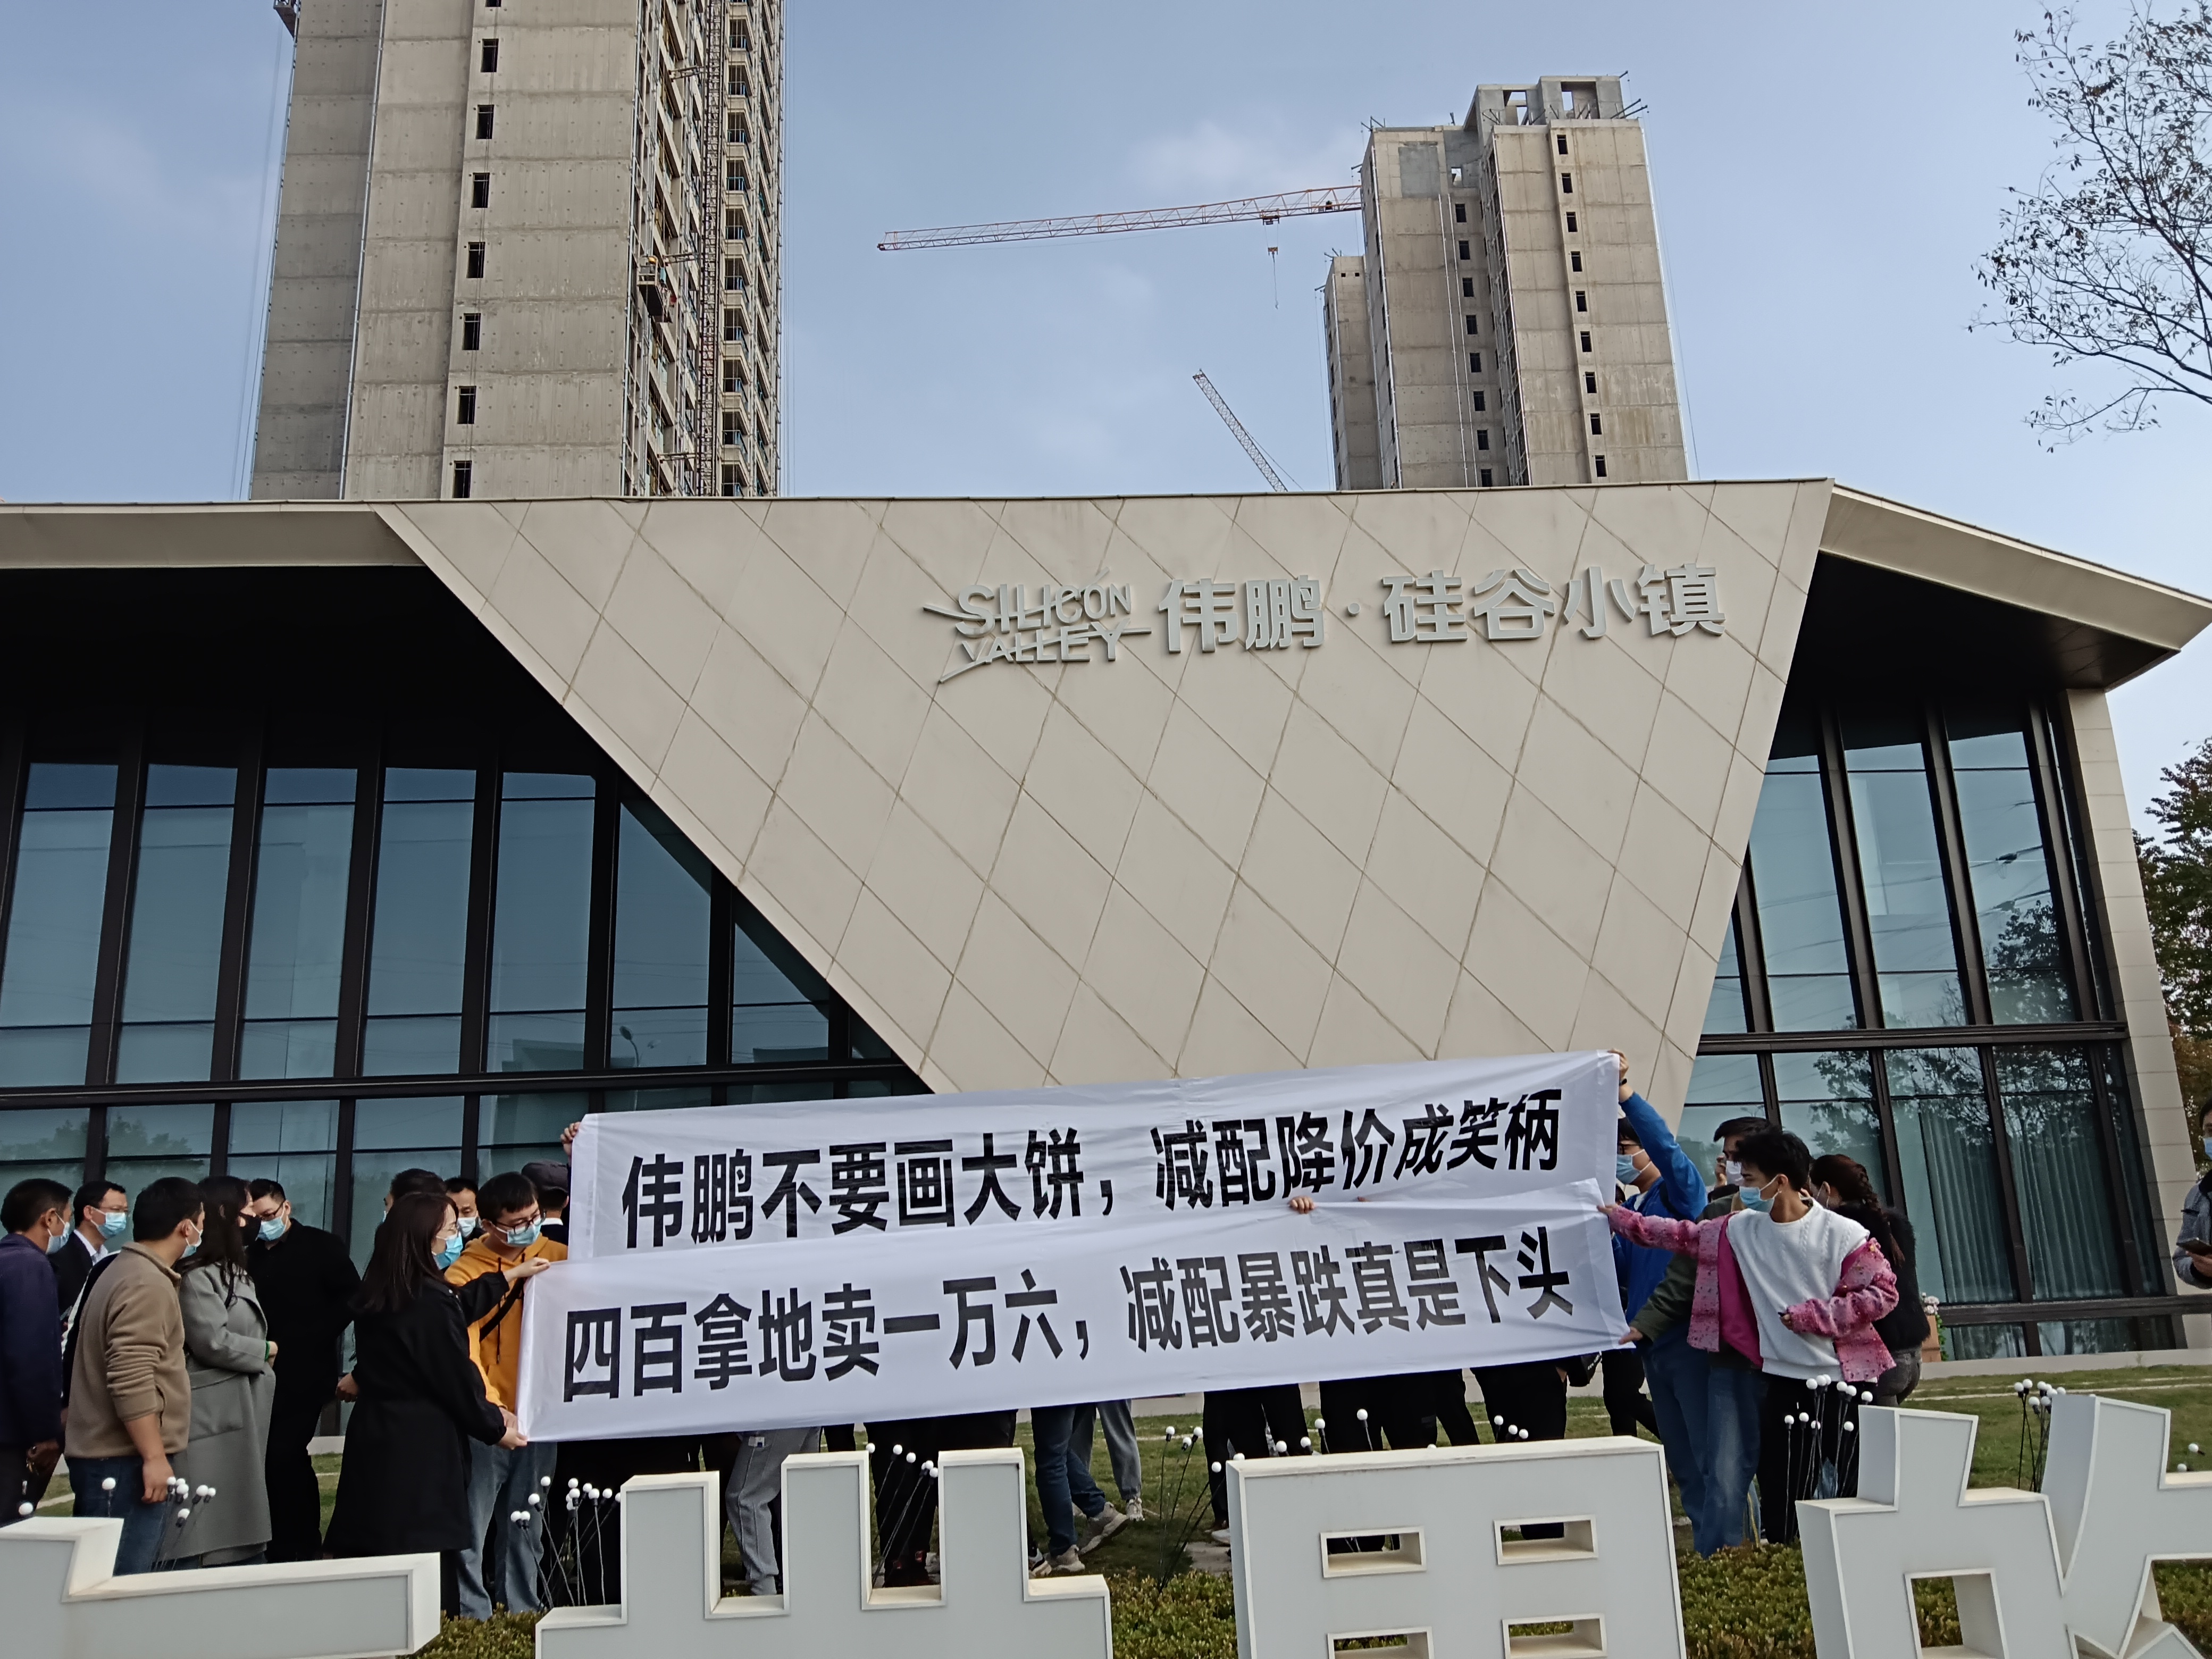 SILICON
VALLEY
伟鹏·硅谷小镇
伟鹏不要画大饼，减配降价成笑柄
四百拿地卖一万六，减配暴跌真是下头